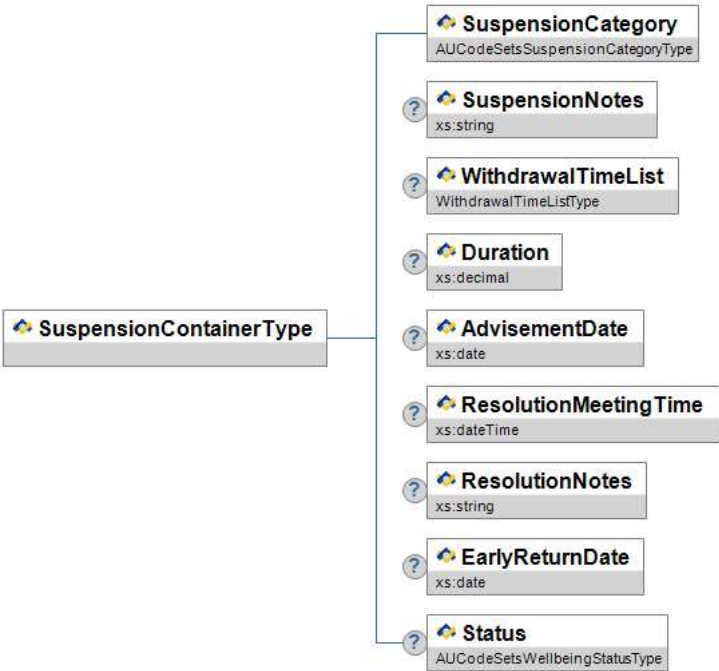 SuspensionCategory
AUCodeSetsSuspensionCategoryType
?
SuspensionNotes
xs:string
?
WithdrawalTimeList
WithdrawalTimeListType
?
Duration
xs:decimal
SuspensionContainerType
?
AdvisementDate
xs:date
?
ResolutionMeetingTime
xs:dateTime
?
ResolutionNotes
xs:string
?
EarlyReturnDate
xs:date
?
Status
AUCodeSetsWellbeingStatusType